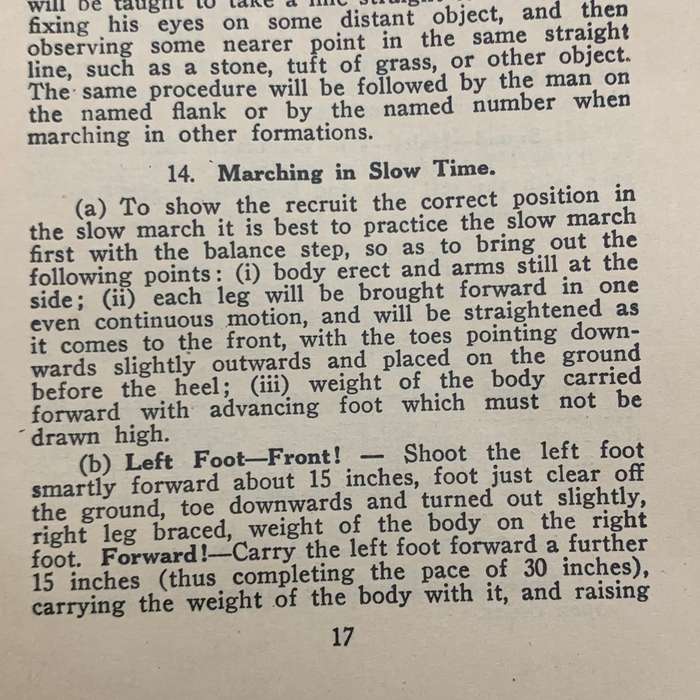 will be taught to take a line
fixing his eyes on some distant object, and then
observing some nearer point in the same straight
line, such as a stone, tuft of grass, or other object.
The same procedure will be followed by the man on
the named flank or by the named number when
marching in other formations.
14. Marching in Slow Time.
(a) To show the recruit the correct position in
the slow march it is best to practice the slow march
first with the balance step, so as to bring out the
following points: (i) body erect and arms still at the
side; (ii) each leg will be brought forward in one
even continuous motion, and will be straightened as
it comes to the front, with the toes pointing down-
wards slightly outwards and placed on the ground
before the heel; (iii) weight of the body carried
forward with advancing foot which must not be
drawn high.
(b) Left Foot—Front! — Shoot the left foot
smartly forward about 15 inches, foot just clear off
the ground, toe downwards and turned out slightly,
right leg braced, weight of the body on the right
foot. Forward!—Carry the left foot forward a further
15 inches (thus completing the pace of 30 inches),
carrying the weight of the body with it, and raising
17